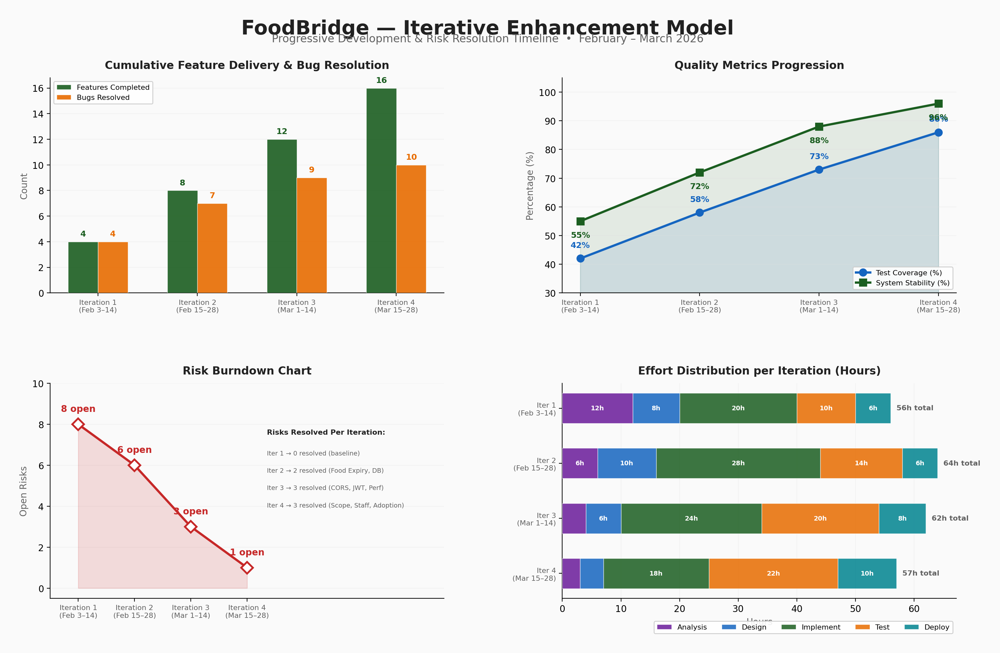 FoodBridge — Iterative Enhancement Model
Progressive Development & Risk Resolution Timeline • February – March 2026
Cumulative Feature Delivery & Bug Resolution
Count
16
14
12
10
8
6
4
2
0
Features Completed
Bugs Resolved
4
4
8
7
12
9
16
10
Iteration 1
(Feb 3–14)
Iteration 2
(Feb 15–28)
Iteration 3
(Mar 1–14)
Iteration 4
(Mar 15–28)
Quality Metrics Progression
Percentage (%)
100
90
80
70
60
50
40
30
55%
42%
72%
58%
88%
73%
96%
86%
Test Coverage (%)
System Stability (%)
Iteration 1
(Feb 3–14)
Iteration 2
(Feb 15–28)
Iteration 3
(Mar 1–14)
Iteration 4
(Mar 15–28)
Risk Burndown Chart
Open Risks
10
8
6
4
2
0
8 open
6 open
3 open
1 open
Risks Resolved Per Iteration:
Iter 1 → 0 resolved (baseline)
Iter 2 → 2 resolved (Food Expiry, DB)
Iter 3 → 3 resolved (CORS, JWT, Perf)
Iter 4 → 3 resolved (Scope, Staff, Adoption)
Iteration 1
(Feb 3–14)
Iteration 2
(Feb 15–28)
Iteration 3
(Mar 1–14)
Iteration 4
(Mar 15–28)
Effort Distribution per Iteration (Hours)
Iter 1
(Feb 3–14)
12h 8h 20h 10h 6h 56h total
Iter 2
(Feb 15–28)
6h 10h 28h 14h 6h 64h total
Iter 3
(Mar 1–14)
6h 24h 20h 8h 62h total
Iter 4
(Mar 15–28)
18h 22h 10h 57h total
0 10 20 30 40 50 60
Hours
Analysis Design Implement Test Deploy